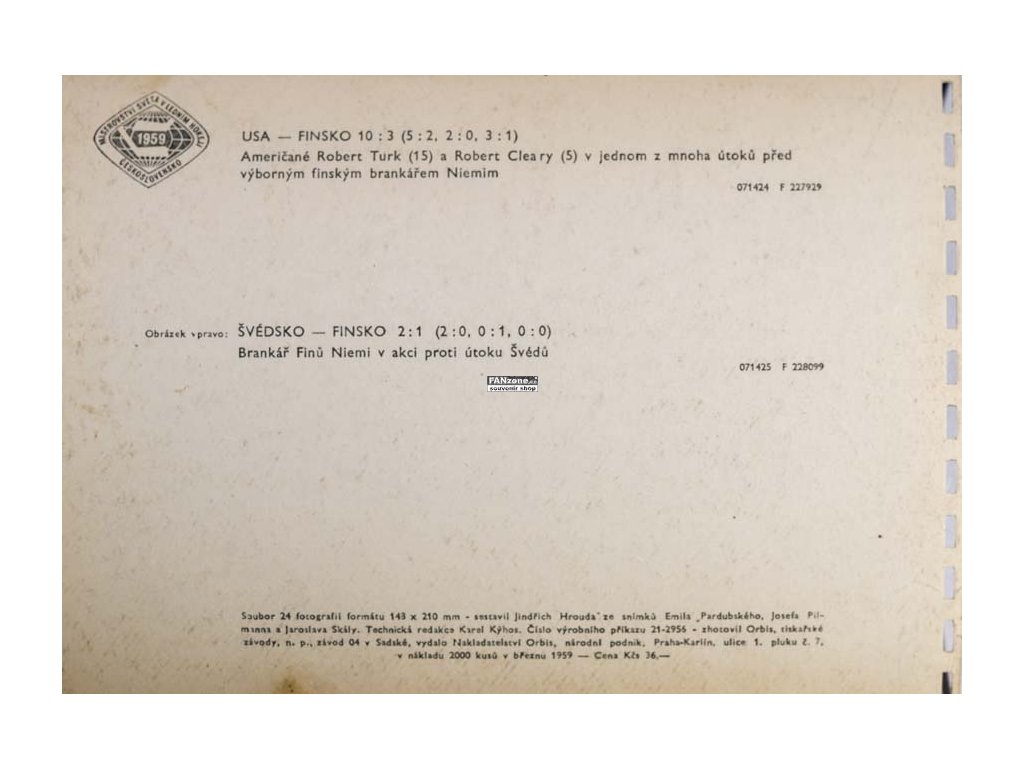 MISTROVSTVÍ SVĚTA V LEDNÍM HOKEJI
1959
ČESKOSLOVENSKO
USA — FINSKO 10 : 3 (5 : 2, 2 : 0, 3 : 1)
Američané Robert Turk (15) a Robert Cleary (5) v jednom z mnoha útoků před
výborným finským brankářem Niemim
071424 F 227929
Obrázek vpravo: ŠVÉDSKO — FINSKO 2 : 1 (2 : 0, 0 : 1, 0 : 0)
Brankář Finů Niemi v akci proti útoku Švédů
071425 F 228099
FANzone.cz
souvenir shop
Soubor 24 fotografií formátu 143 x 210 mm - sestavil Jindřich Hrouda ze snímků Emila Pardubského, Josefa Pil-
manna a Jaroslava Skály. Technická redakce Karel Kýhos. Číslo výrobního příkazu 21-2956 - zhotovil Orbis, tiskařské
závody, n. p., závod 04 v Sadské, vydalo Nakladatelství Orbis, národní podnik, Praha-Karlín, ulice 1. pluku č. 7,
v nákladu 2000 kusů v březnu 1959 — Cena Kčs 36,—